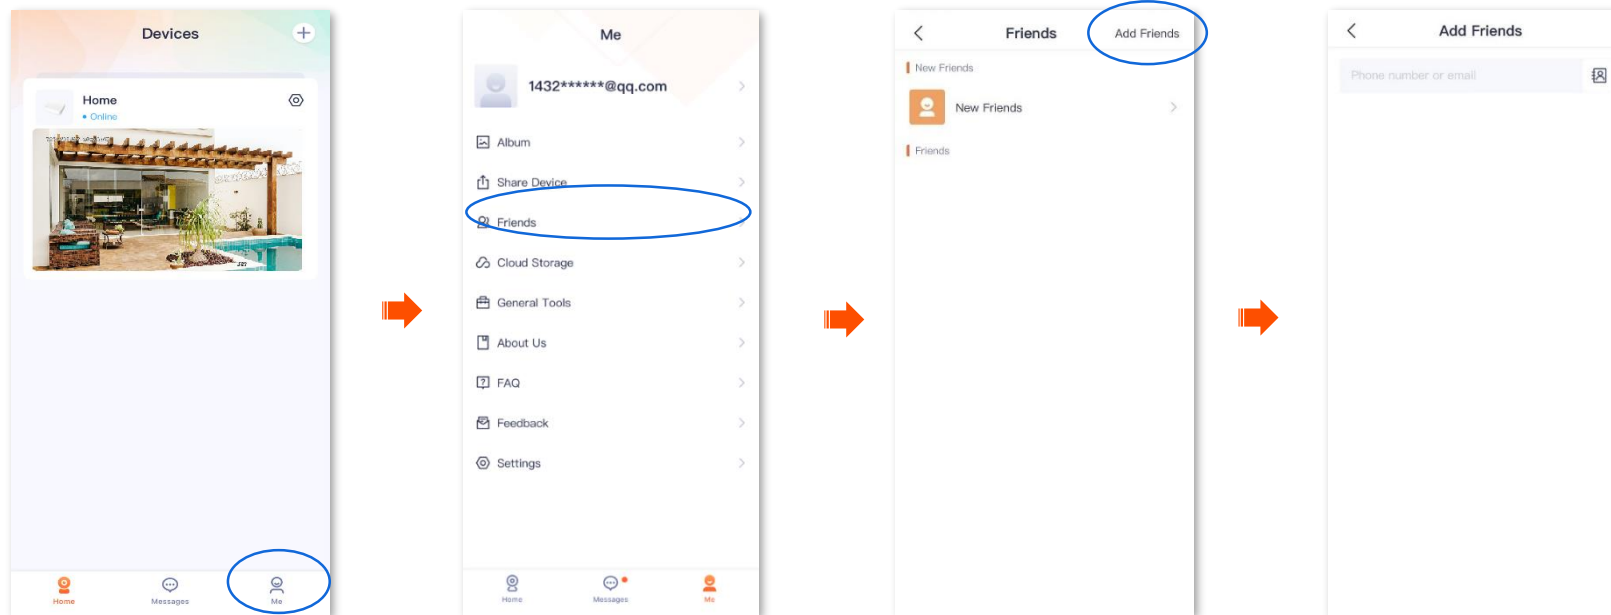 Devices
Home
Online
Home
Messages
Me
Me
1432******@qq.com
Album
Share Device
Friends
Cloud Storage
General Tools
About Us
FAQ
Feedback
Settings
Home
Messages
Me
Friends
Add Friends
New Friends
New Friends
Friends
Add Friends
Phone number or email